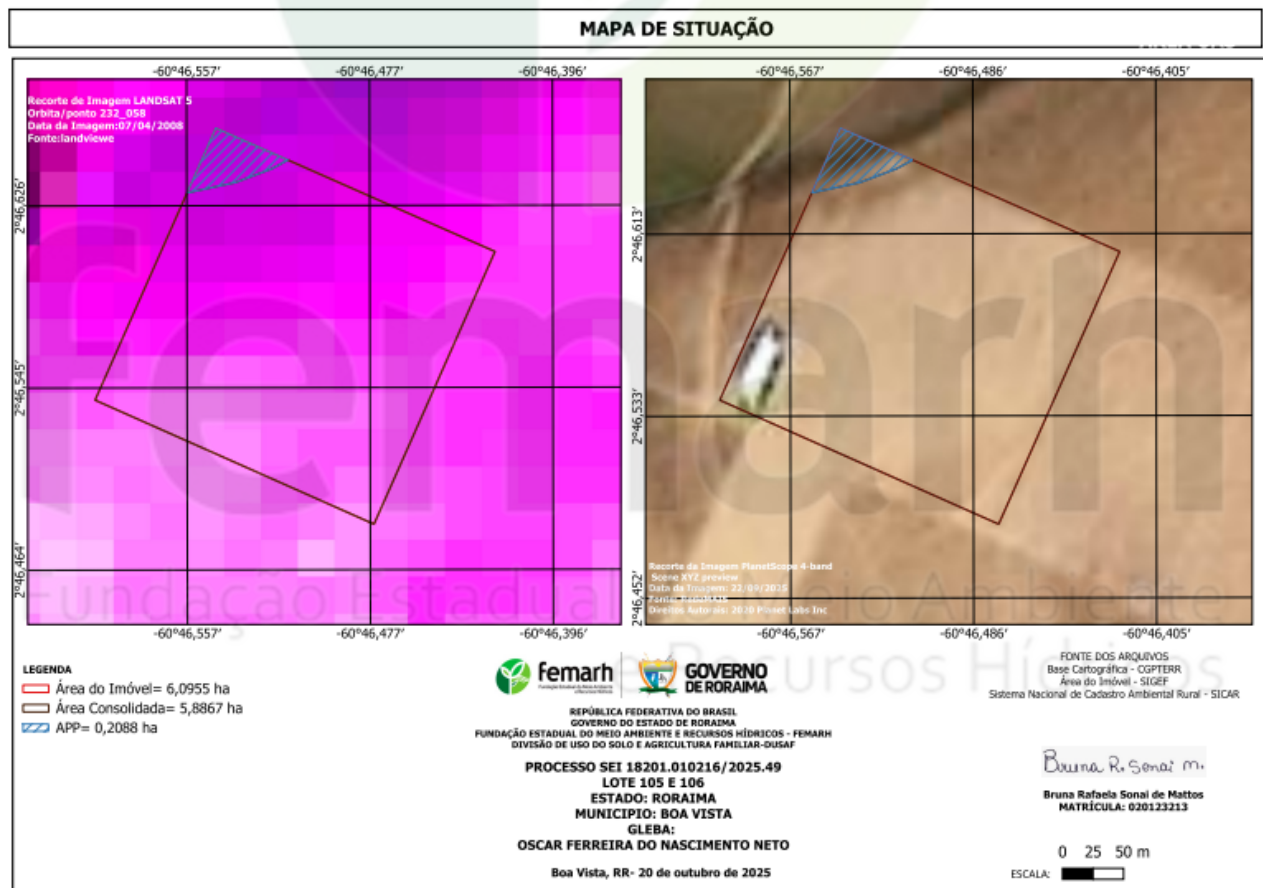 MAPA DE SITUAÇÃO
-60°46,557' -60°46,477' -60°46,396'
-60°46,567' -60°46,486' -60°46,405'
Recorte de Imagem LANDSAT 5
Orbita/ponto 232_058
Data da Imagem:07/04/2008
Fonte:landviewe
2°46,626'
2°46,545'
2°46,464'
2°46,613'
2°46,533'
2°46,452'
Recorte da Imagem PlanetScope 4-band
Scene XYZ preview
Data da Imagem: 22/09/2025
Direitos Autorais: 2020 Planet Labs Inc
-60°46,557' -60°46,477' -60°46,396'
-60°46,567' -60°46,486' -60°46,405'
femarh
Fundação Estadual do Meio Ambiente
e Recursos Hídricos
LEGENDA
Área do Imóvel= 6,0955 ha
Área Consolidada= 5,8867 ha
APP= 0,2088 ha
femarh
GOVERNO
DE RORAIMA
REPÚBLICA FEDERATIVA DO BRASIL
GOVERNO DO ESTADO DE RORAIMA
FUNDAÇÃO ESTADUAL DO MEIO AMBIENTE E RECURSOS HÍDRICOS - FEMARH
DIVISÃO DE USO DO SOLO E AGRICULTURA FAMILIAR-DUSAF
PROCESSO SEI 18201.010216/2025.49
LOTE 105 E 106
ESTADO: RORAIMA
MUNICIPIO: BOA VISTA
GLEBA:
OSCAR FERREIRA DO NASCIMENTO NETO
Boa Vista, RR- 20 de outubro de 2025
FONTE DOS ARQUIVOS
Base Cartográfica - CGPTERR
Área do Imóvel - SIGEF
Sistema Nacional de Cadastro Ambiental Rural - SICAR
Bruna R. Sonai m.
Bruna Rafaela Sonai de Mattos
MATRÍCULA: 020123213
0 25 50 m
ESCALA: